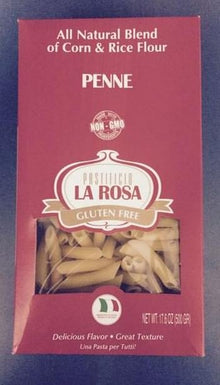 All Natural Blend
of Corn & Rice Flour
PENNE
NON-GMO
PASTIFICIO
LA ROSA
GLUTEN FREE
NET WT. 17.6 OZ (500 GR)
Delicious Flavor • Great Texture
Una Pasta per Tutti!